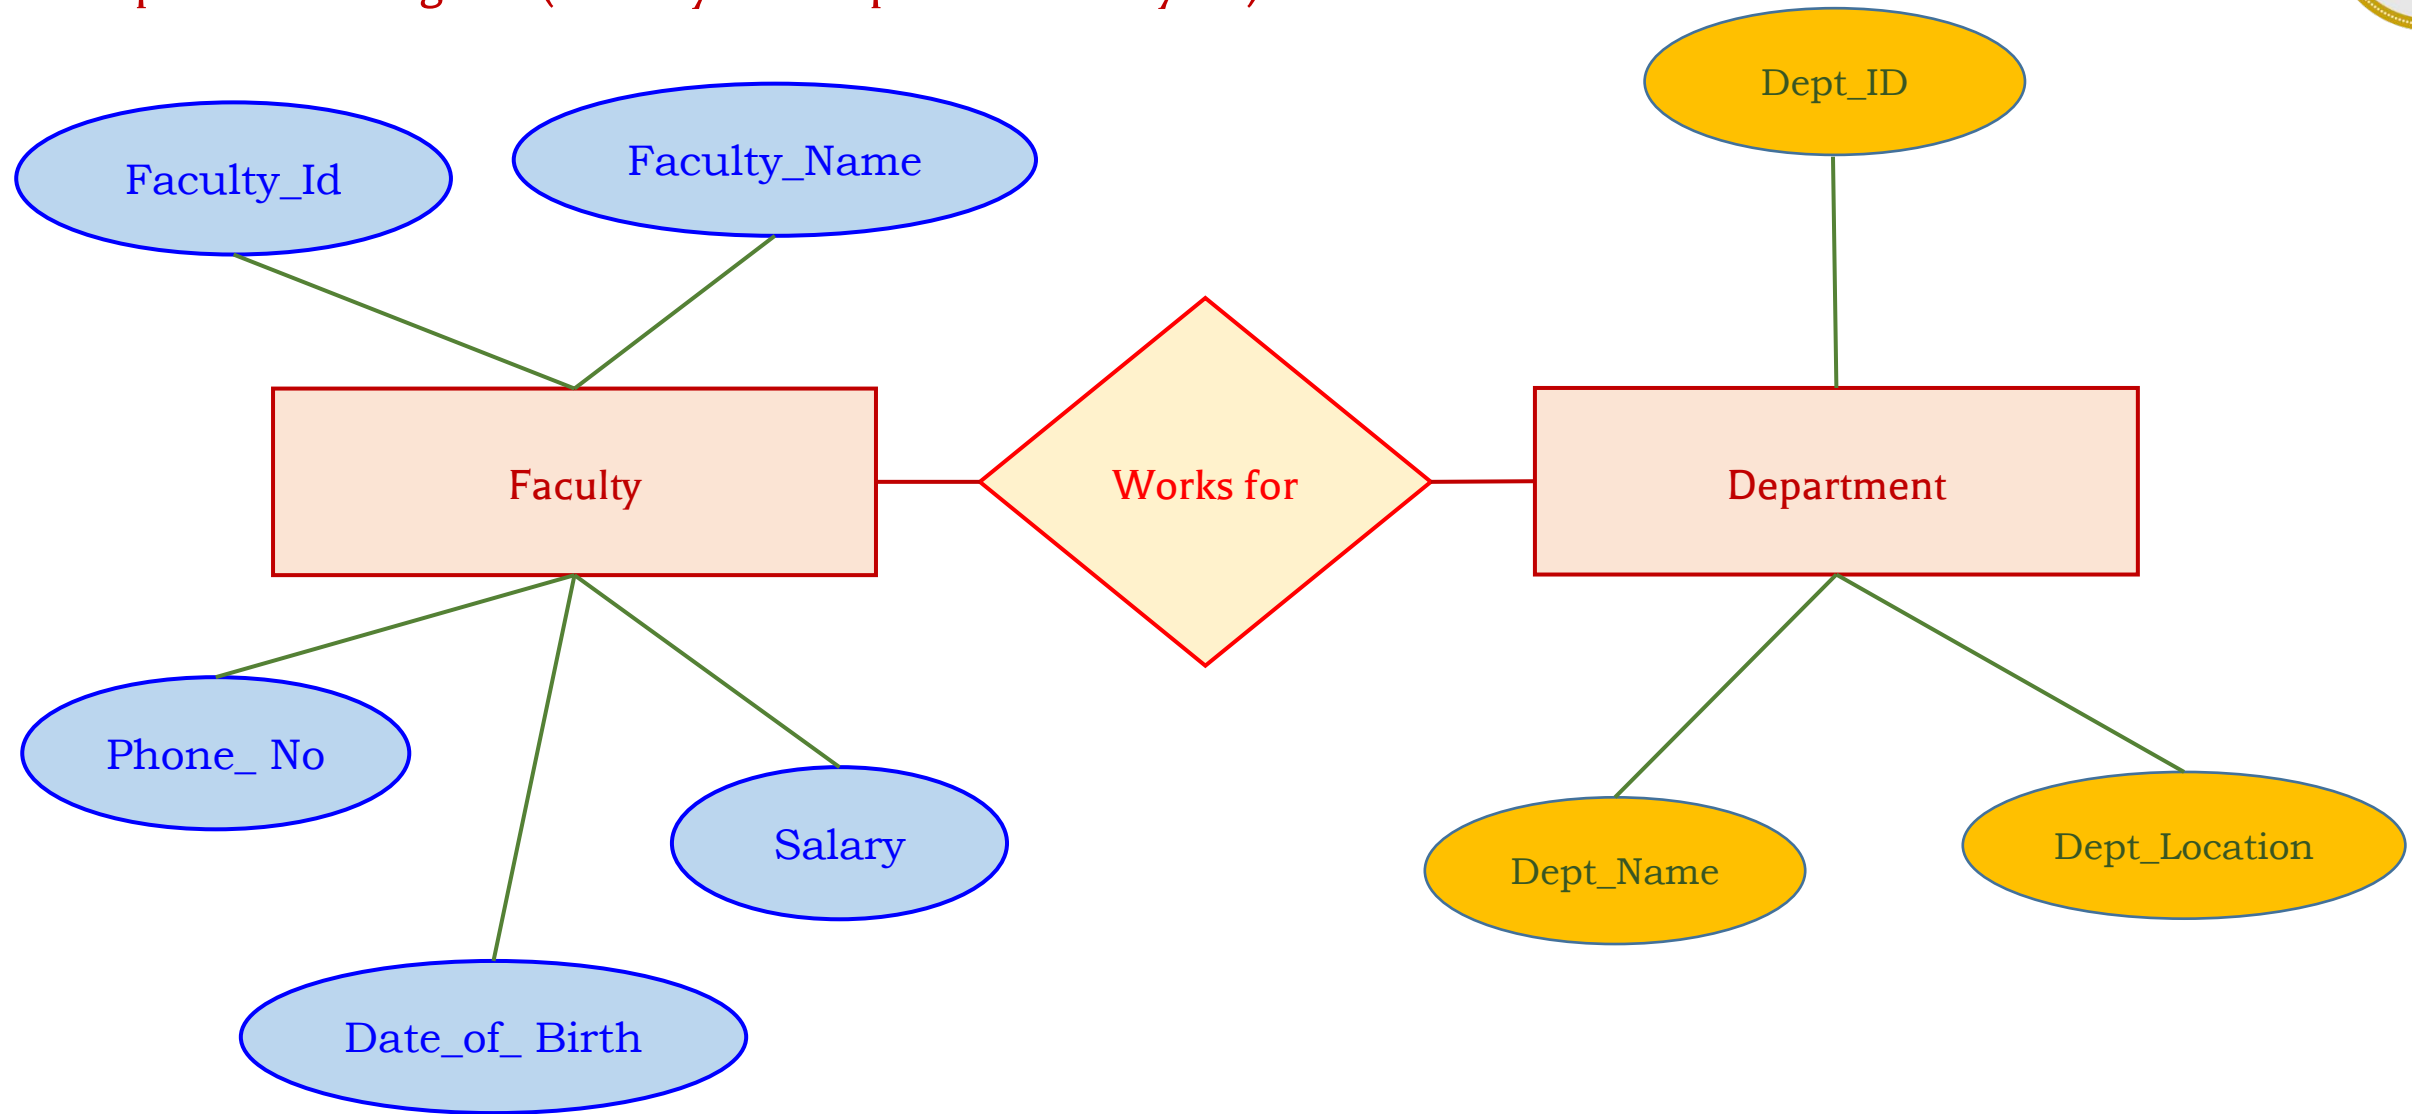 Dept_ID
Faculty_Id
Faculty_Name
Faculty
Works for
Department
Phone_ No
Salary
Dept_Name
Dept_Location
Date_of_ Birth